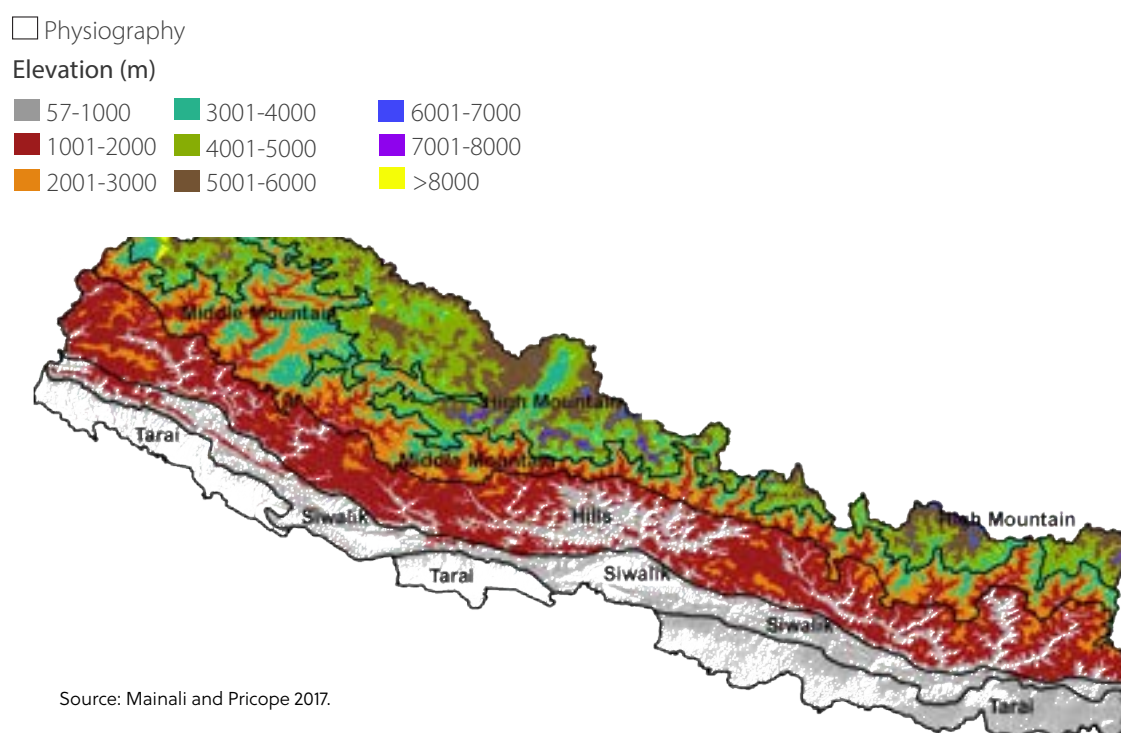 Physiography
Elevation (m)
57-1000
3001-4000
6001-7000
1001-2000
4001-5000
7001-8000
2001-3000
5001-6000
>8000
Middle Mountain
High Mountain
Tarai
Middle Mountain
Siwalik
Hills
High Mountain
Tarai
Siwalik
Siwalik
Source: Mainali and Pricope 2017.
Tarai